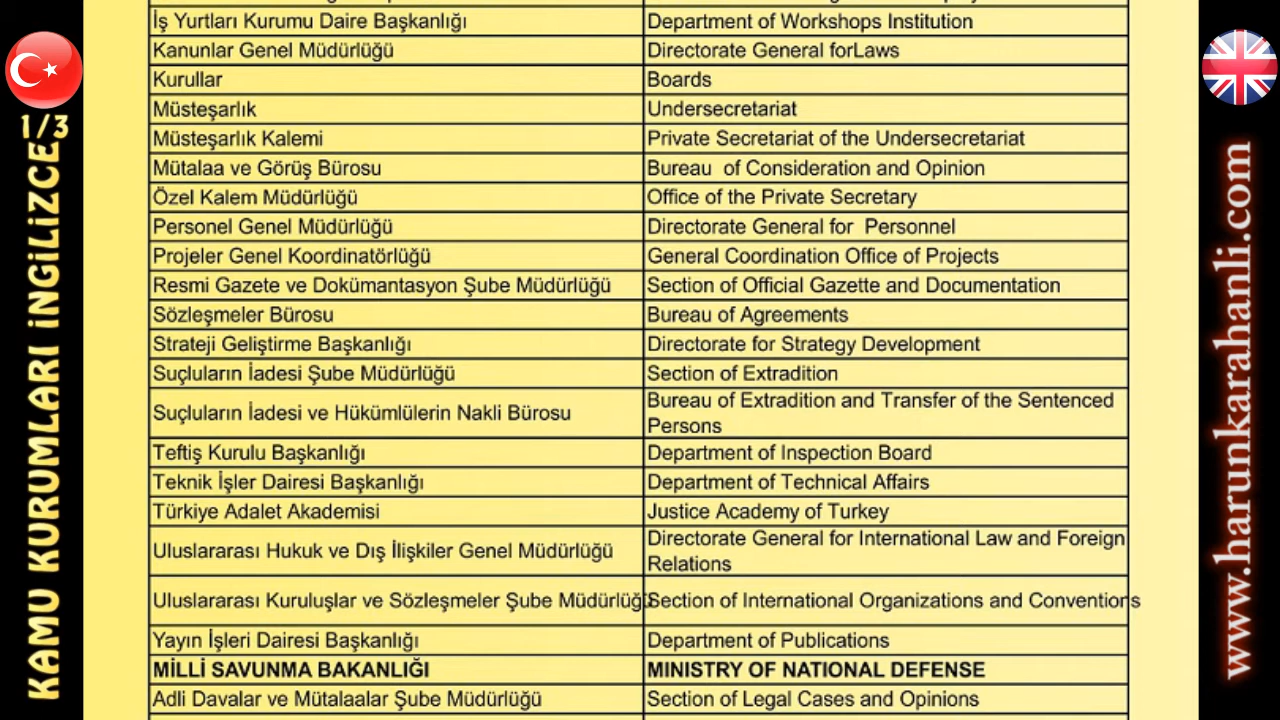 İş Yurtları Kurumu Daire Başkanlığı
Department of Workshops Institution
Kanunlar Genel Müdürlüğü
Directorate General forLaws
Kurullar
Boards
Müsteşarlık
Undersecretariat
Müsteşarlık Kalemi
Private Secretariat of the Undersecretariat
Mütalaa ve Görüş Bürosu
Bureau  of Consideration and Opinion
Özel Kalem Müdürlüğü
Office of the Private Secretary
Personel Genel Müdürlüğü
Directorate General for  Personnel
Projeler Genel Koordinatörlüğü
General Coordination Office of Projects
Resmi Gazete ve Dokümantasyon Şube Müdürlüğü
Section of Official Gazette and Documentation
Sözleşmeler Bürosu
Bureau of Agreements
Strateji Geliştirme Başkanlığı
Directorate for Strategy Development
Suçluların İadesi Şube Müdürlüğü
Section of Extradition
Suçluların İadesi ve Hükümlülerin Nakli Bürosu
Bureau of Extradition and Transfer of the Sentenced
Persons
Teftiş Kurulu Başkanlığı
Department of Inspection Board
Teknik İşler Dairesi Başkanlığı
Department of Technical Affairs
Türkiye Adalet Akademisi
Justice Academy of Turkey
Uluslararası Hukuk ve Dış İlişkiler Genel Müdürlüğü
Directorate General for International Law and Foreign
Relations
Uluslararası Kuruluşlar ve Sözleşmeler Şube Müdürlüğü
Section of International Organizations and Conventions
Yayın İşleri Dairesi Başkanlığı
Department of Publications
MİLLİ SAVUNMA BAKANLIĞI
MINISTRY OF NATIONAL DEFENSE
Adli Davalar ve Mütalaalar Şube Müdürlüğü
Section of Legal Cases and Opinions
1/3
KAMU KURUMLARI İNGİLİZCE
www.harunkarahanli.com